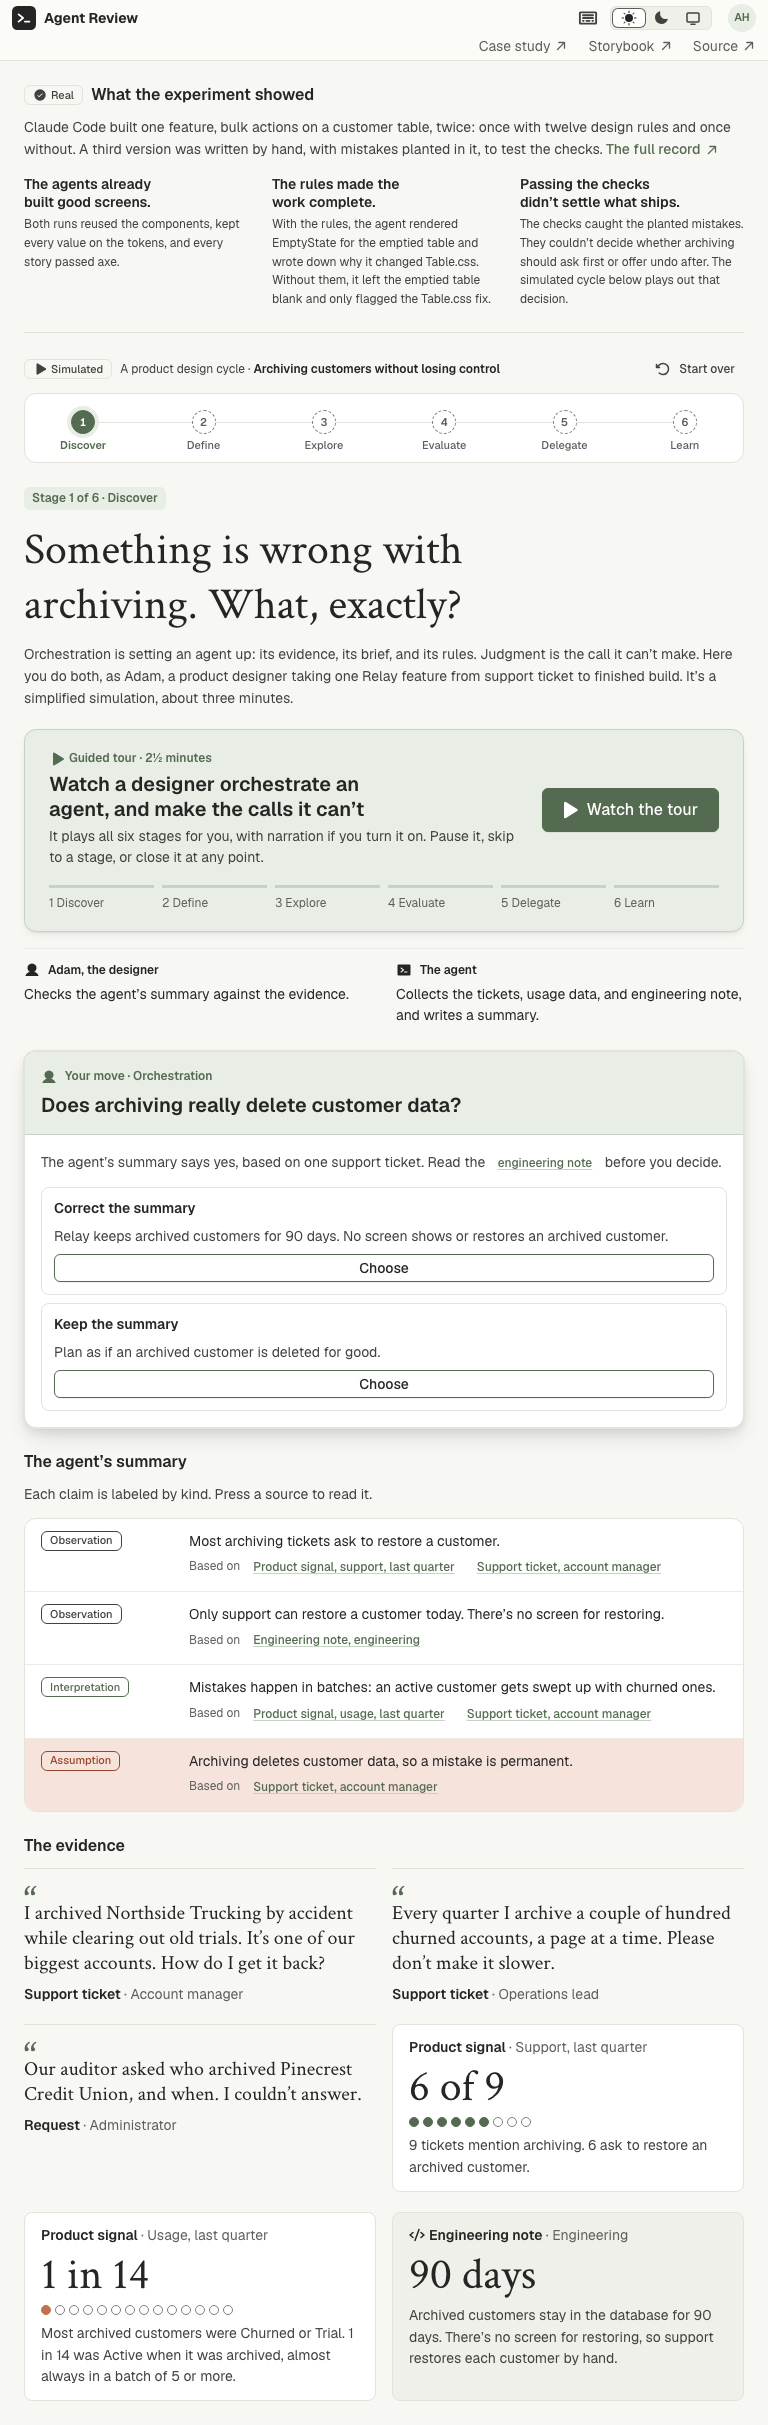 Agent Review
AH
Case study ↗ Storybook ↗ Source ↗
Real What the experiment showed
Claude Code built one feature, bulk actions on a customer table, twice: once with twelve design rules and once
without. A third version was written by hand, with mistakes planted in it, to test the checks. The full record ↗
The agents already
built good screens.
Both runs reused the components, kept
every value on the tokens, and every
story passed axe.
The rules made the
work complete.
With the rules, the agent rendered
EmptyState for the emptied table and
wrote down why it changed Table.css.
Without them, it left the emptied table
blank and only flagged the Table.css fix.
Passing the checks
didn’t settle what ships.
The checks caught the planted mistakes.
They couldn’t decide whether archiving
should ask first or offer undo after. The
simulated cycle below plays out that
decision.
Simulated A product design cycle · Archiving customers without losing control Start over
1 2 3 4 5 6
Discover Define Explore Evaluate Delegate Learn
Stage 1 of 6 · Discover
Something is wrong with
archiving. What, exactly?
Orchestration is setting an agent up: its evidence, its brief, and its rules. Judgment is the call it can’t make. Here
you do both, as Adam, a product designer taking one Relay feature from support ticket to finished build. It’s a
simplified simulation, about three minutes.
Guided tour · 2½ minutes
Watch a designer orchestrate an
agent, and make the calls it can’t
It plays all six stages for you, with narration if you turn it on. Pause it, skip
to a stage, or close it at any point.
Watch the tour
1 Discover 2 Define 3 Explore 4 Evaluate 5 Delegate 6 Learn
Adam, the designer
Checks the agent’s summary against the evidence.
The agent
Collects the tickets, usage data, and engineering note,
and writes a summary.
Your move · Orchestration
Does archiving really delete customer data?
The agent’s summary says yes, based on one support ticket. Read the engineering note before you decide.
Correct the summary
Relay keeps archived customers for 90 days. No screen shows or restores an archived customer.
Choose
Keep the summary
Plan as if an archived customer is deleted for good.
Choose
The agent’s summary
Each claim is labeled by kind. Press a source to read it.
Observation Most archiving tickets ask to restore a customer.
Based on Product signal, support, last quarter Support ticket, account manager
Observation Only support can restore a customer today. There’s no screen for restoring.
Based on Engineering note, engineering
Interpretation Mistakes happen in batches: an active customer gets swept up with churned ones.
Based on Product signal, usage, last quarter Support ticket, account manager
Assumption Archiving deletes customer data, so a mistake is permanent.
Based on Support ticket, account manager
The evidence
“
I archived Northside Trucking by accident
while clearing out old trials. It’s one of our
biggest accounts. How do I get it back?
Support ticket · Account manager
“
Every quarter I archive a couple of hundred
churned accounts, a page at a time. Please
don’t make it slower.
Support ticket · Operations lead
“
Our auditor asked who archived Pinecrest
Credit Union, and when. I couldn’t answer.
Request · Administrator
Product signal · Support, last quarter
6 of 9
9 tickets mention archiving. 6 ask to restore an
archived customer.
Product signal · Usage, last quarter
1 in 14
Most archived customers were Churned or Trial. 1
in 14 was Active when it was archived, almost
always in a batch of 5 or more.
Engineering note · Engineering
90 days
Archived customers stay in the database for 90
days. There’s no screen for restoring, so support
restores each customer by hand.